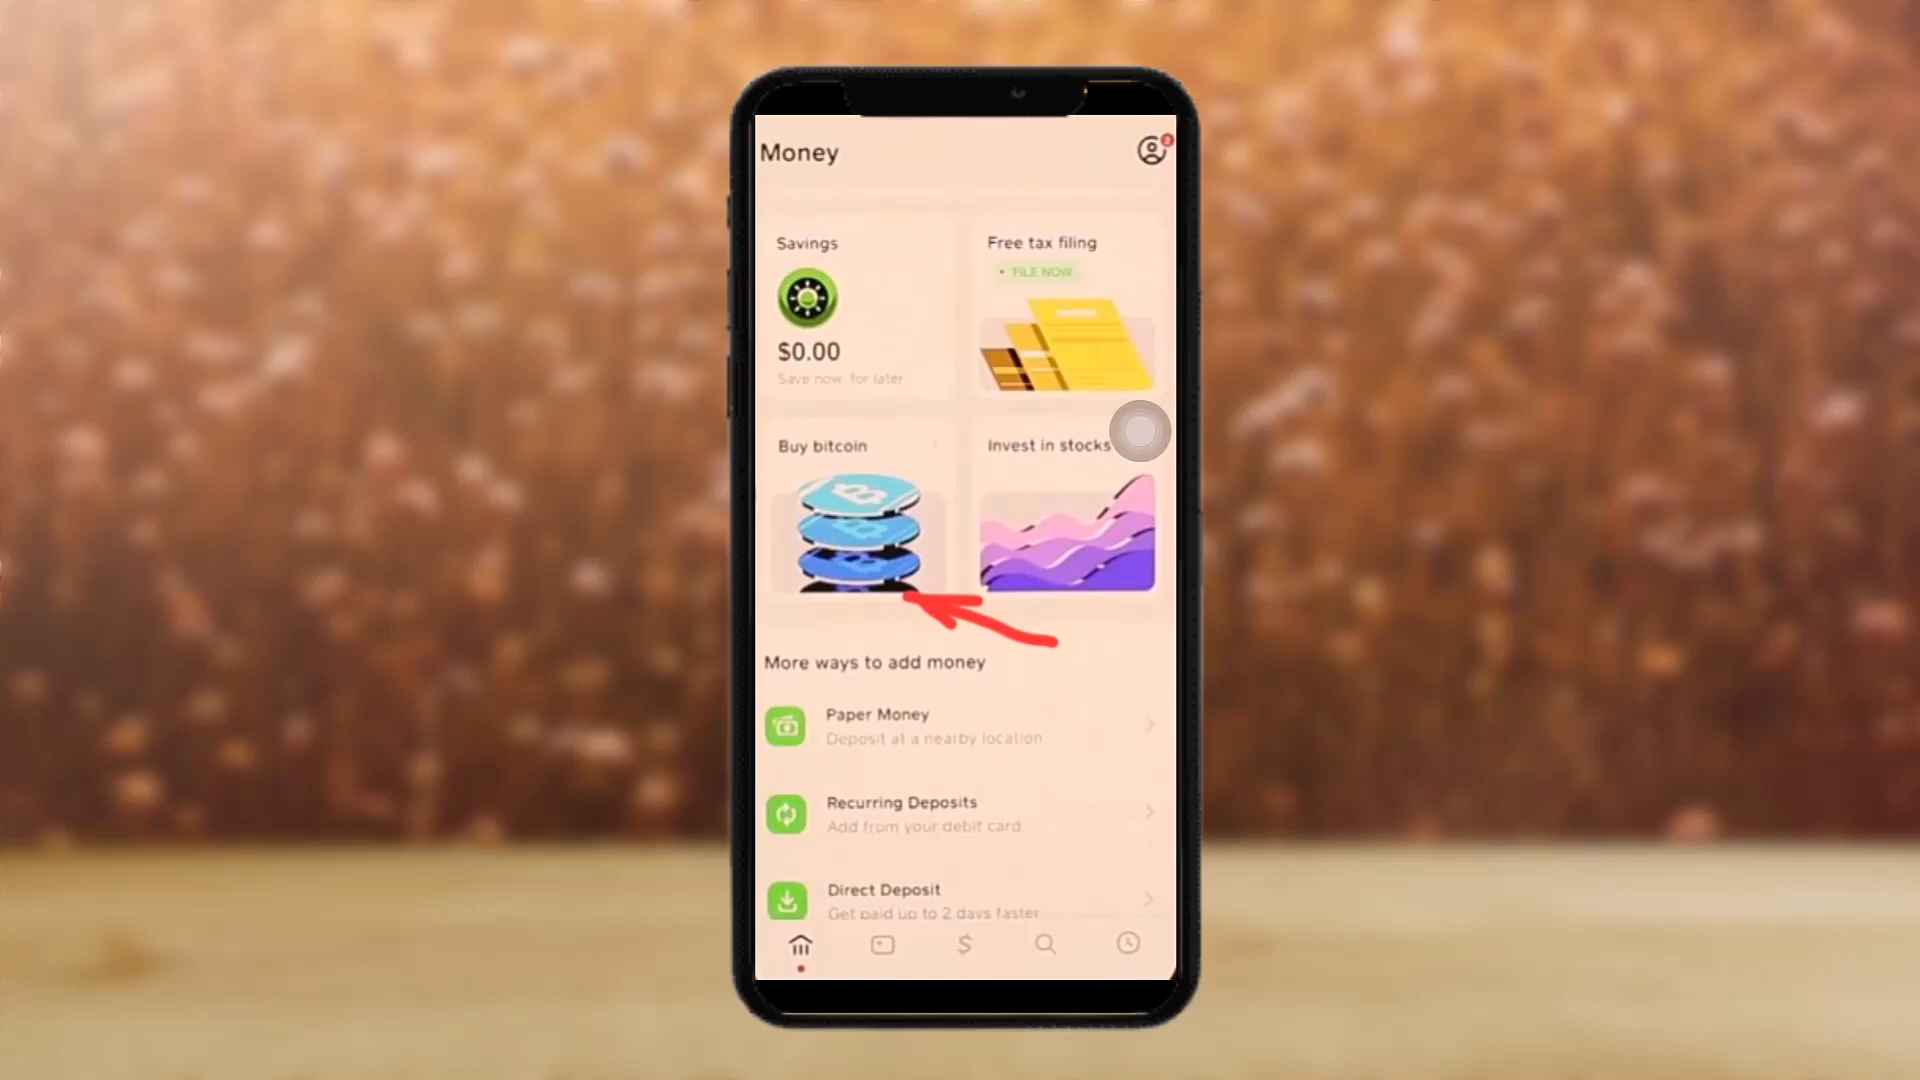 Money
2
Savings
$0.00
Save now, for later
Free tax filing
• FILE NOW
Buy bitcoin
Invest in stocks
More ways to add money
Paper Money
Deposit at a nearby location
Recurring Deposits
Add from your debit card
Direct Deposit
Get paid up to 2 days faster
$